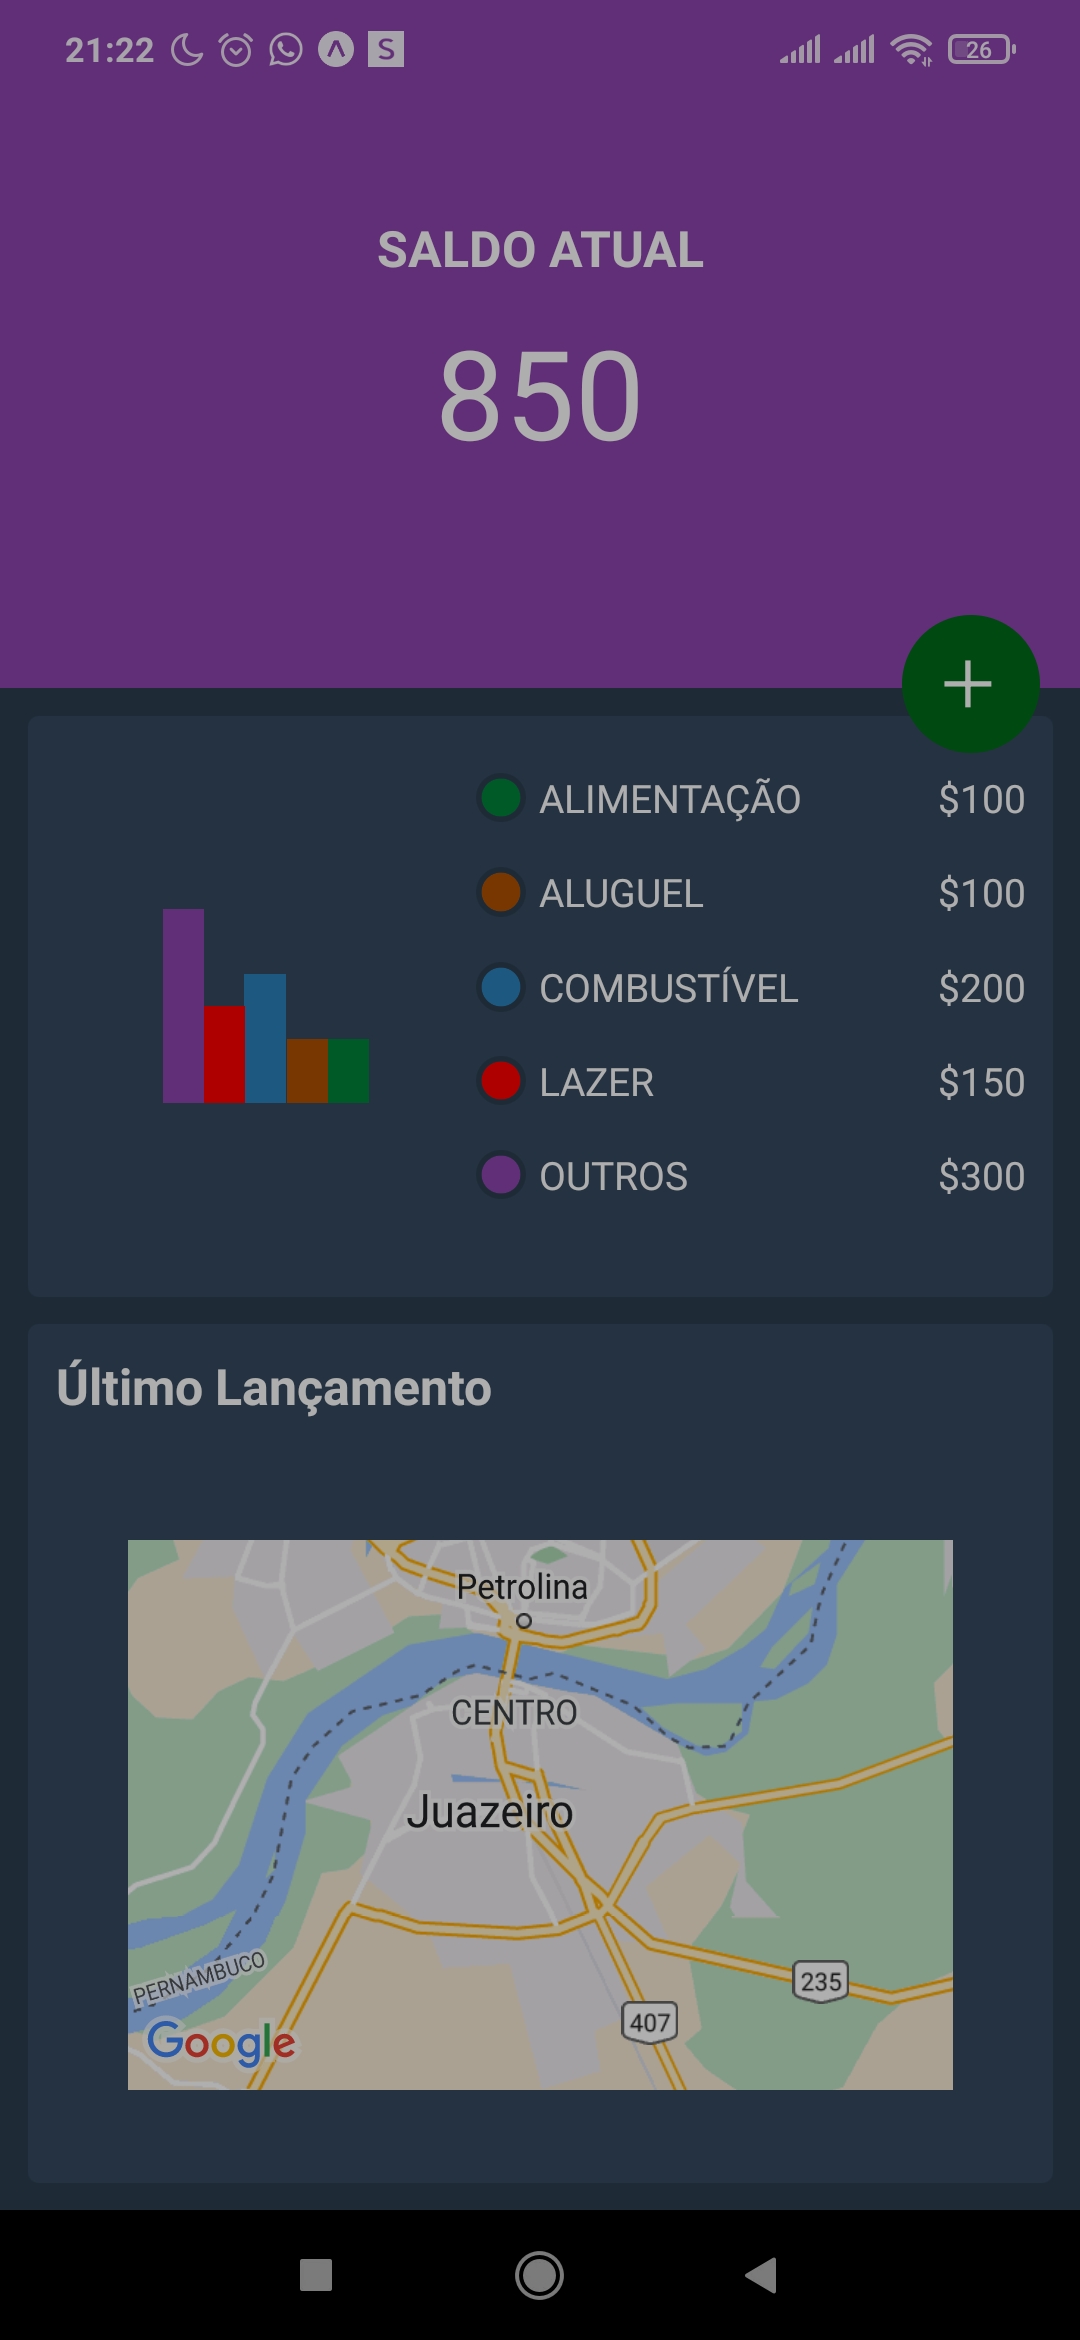 21:22 S 26
SALDO ATUAL
850
+
ALIMENTAÇÃO $100
ALUGUEL $100
COMBUSTÍVEL $200
LAZER $150
OUTROS $300
Último Lançamento
Petrolina
CENTRO
Juazeiro
PERNAMBUCO
235
407
Google